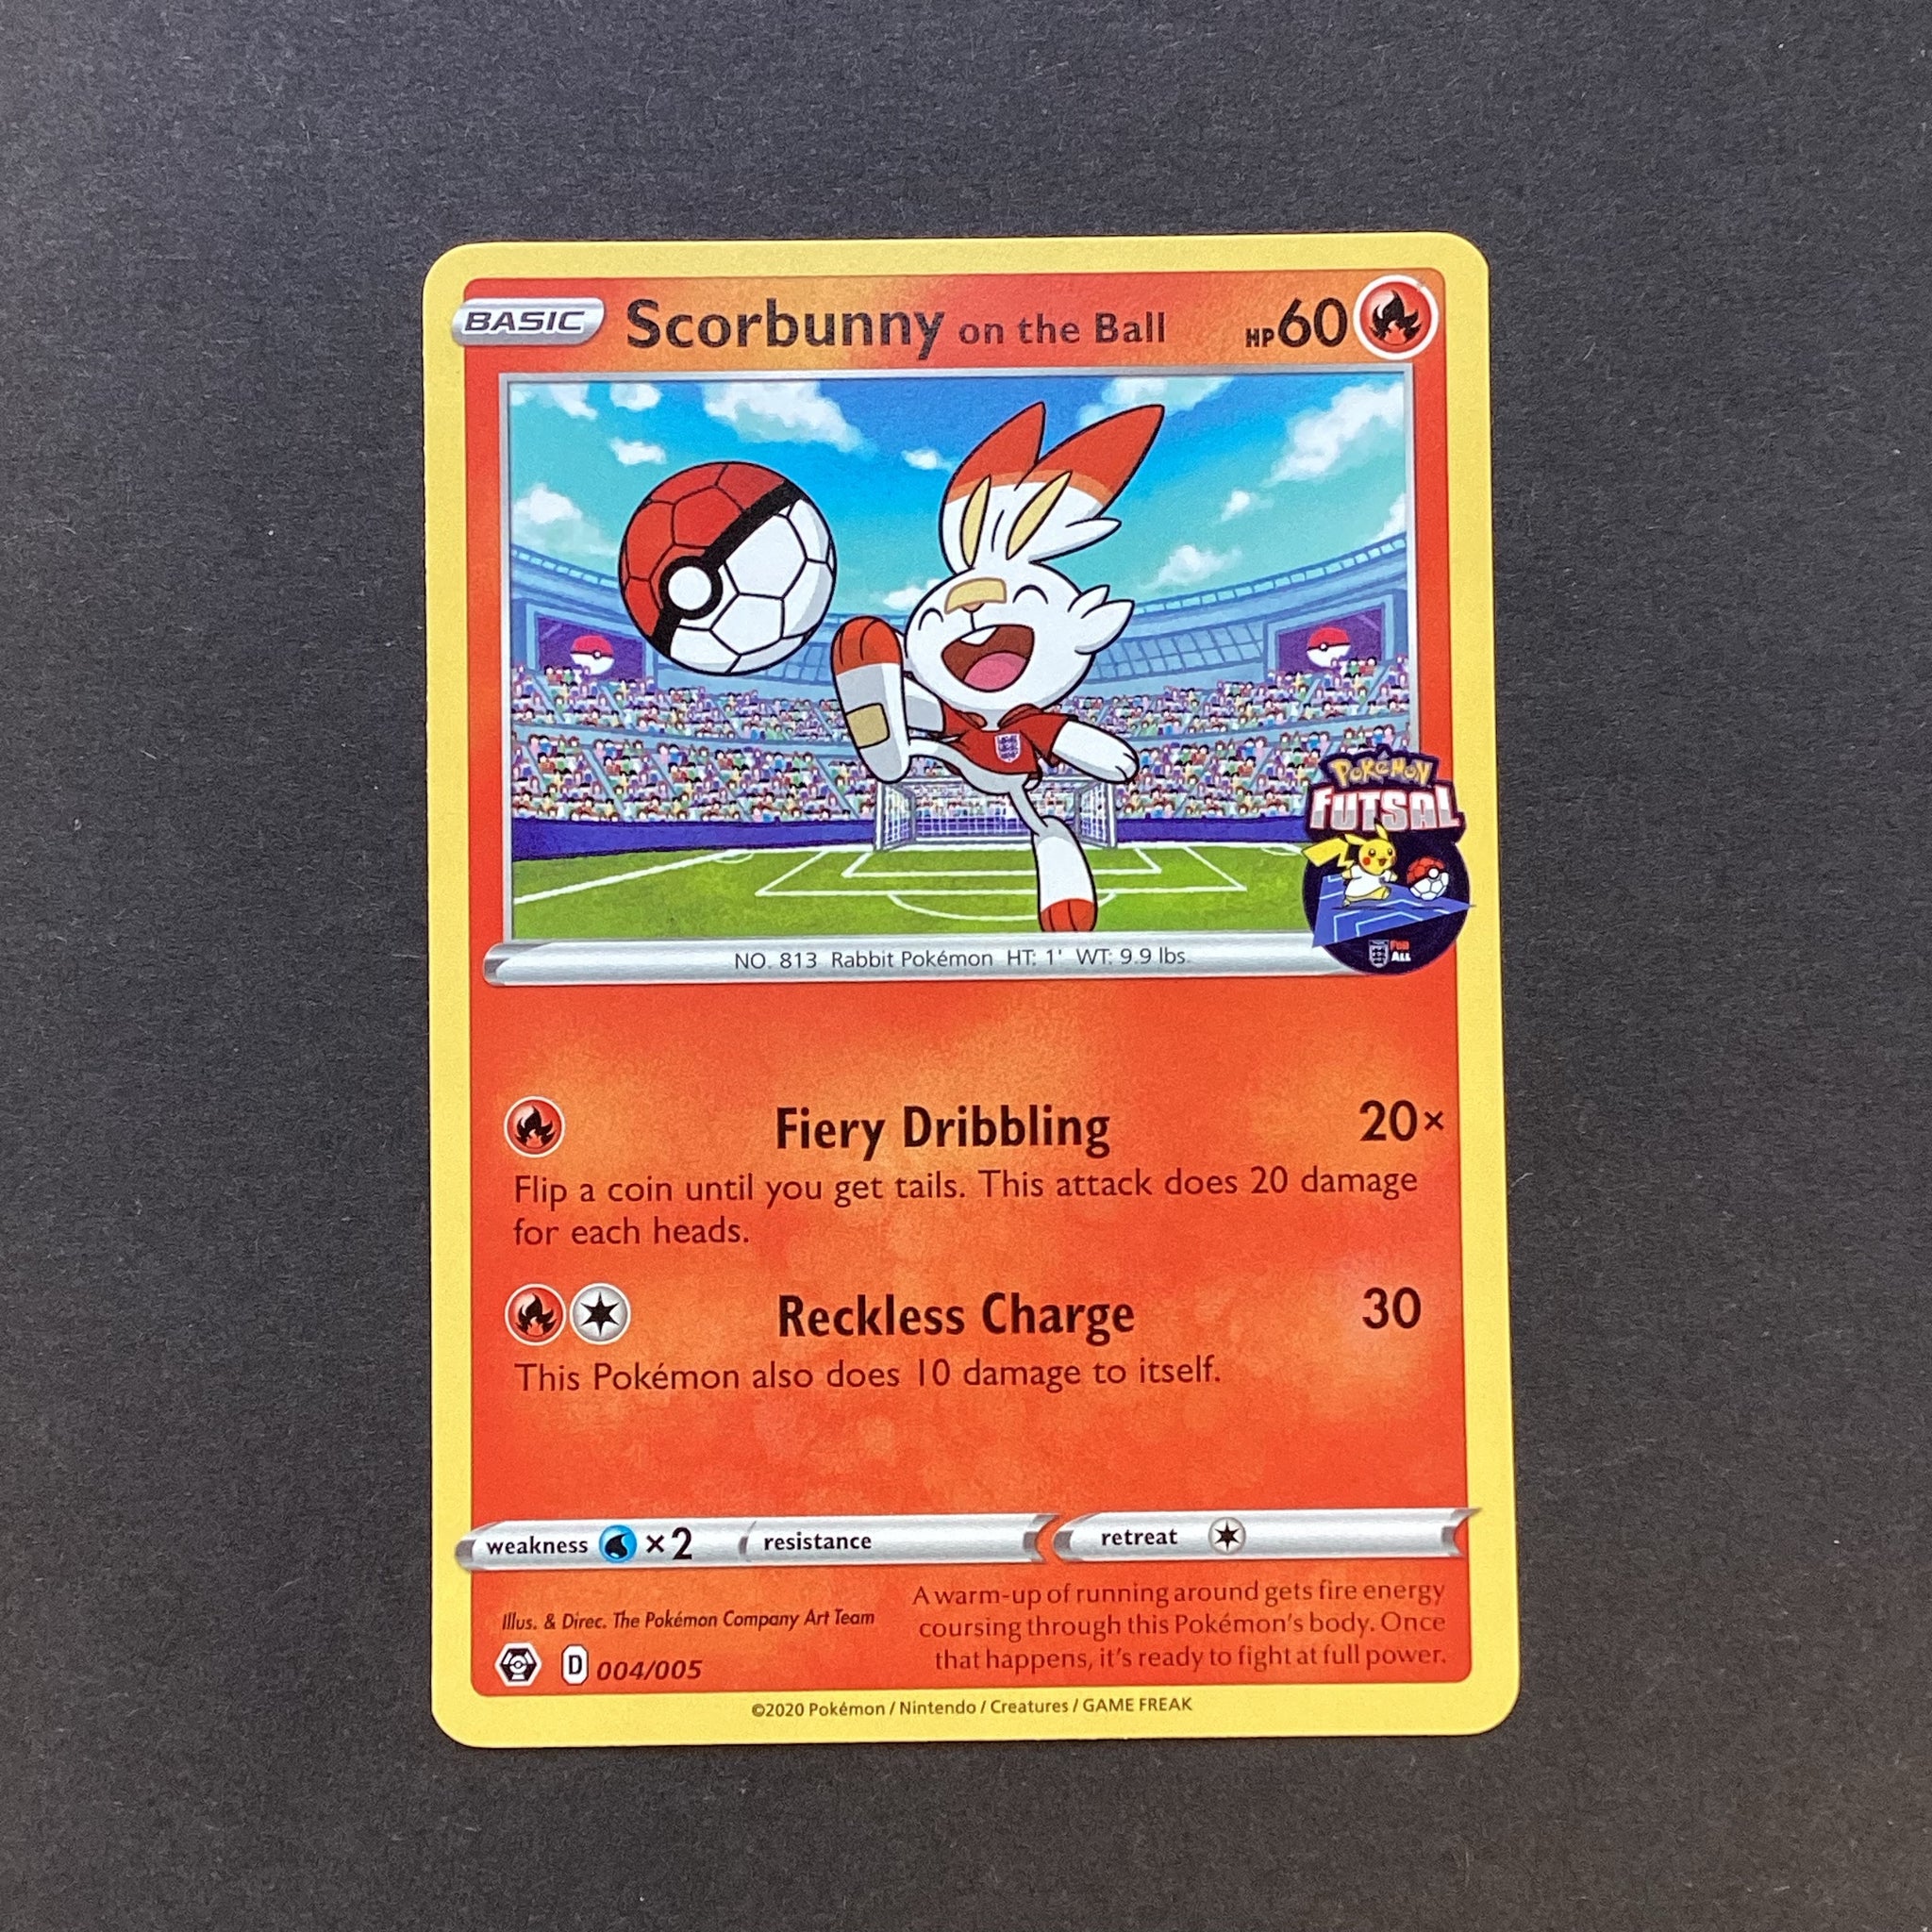 BASIC Scorbunny on the Ball HP 60
POKéMON
FUTSAL
FOR
ALL
NO. 813 Rabbit Pokémon HT: 1' WT: 9.9 lbs.
Fiery Dribbling 20×
Flip a coin until you get tails. This attack does 20 damage
for each heads.
Reckless Charge 30
This Pokémon also does 10 damage to itself.
weakness ×2 resistance retreat
Illus. & Direc. The Pokémon Company Art Team
D 004/005
A warm-up of running around gets fire energy
coursing through this Pokémon's body. Once
that happens, it's ready to fight at full power.
©2020 Pokémon / Nintendo / Creatures / GAME FREAK